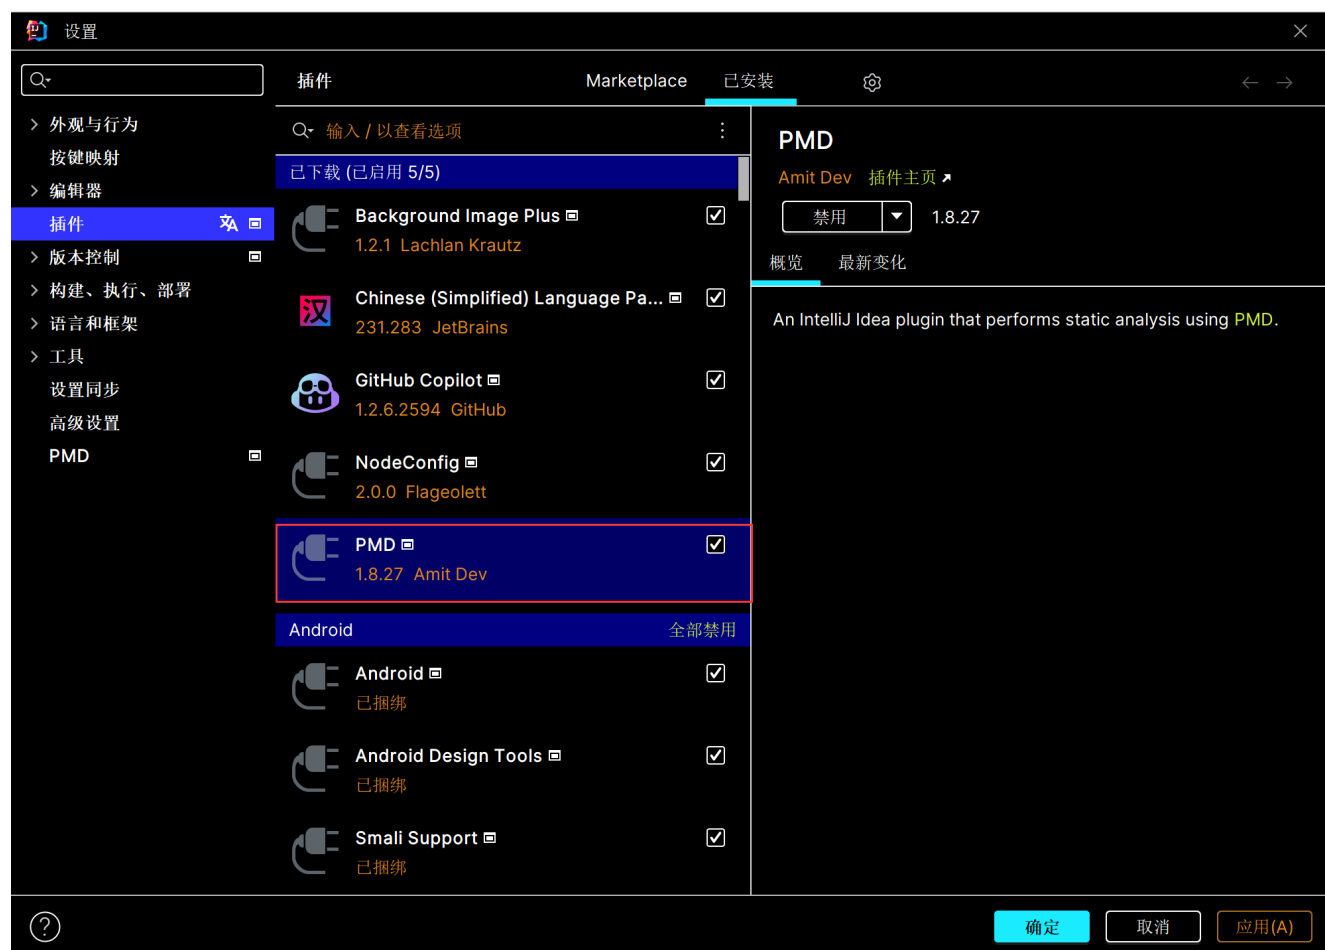 设置
插件
Marketplace
已安装
外观与行为
按键映射
编辑器
插件
版本控制
构建、执行、部署
语言和框架
工具
设置同步
高级设置
PMD
输入 / 以查看选项
已下载 (已启用 5/5)
Background Image Plus
1.2.1 Lachlan Krautz
汉
Chinese (Simplified) Language Pa...
231.283 JetBrains
GitHub Copilot
1.2.6.2594 GitHub
NodeConfig
2.0.0 Flageolett
PMD
1.8.27 Amit Dev
Android 全部禁用
Android
已捆绑
Android Design Tools
已捆绑
Smali Support
已捆绑
PMD
Amit Dev 插件主页
禁用 1.8.27
概览 最新变化
An IntelliJ Idea plugin that performs static analysis using PMD.
?
确定 取消 应用(A)